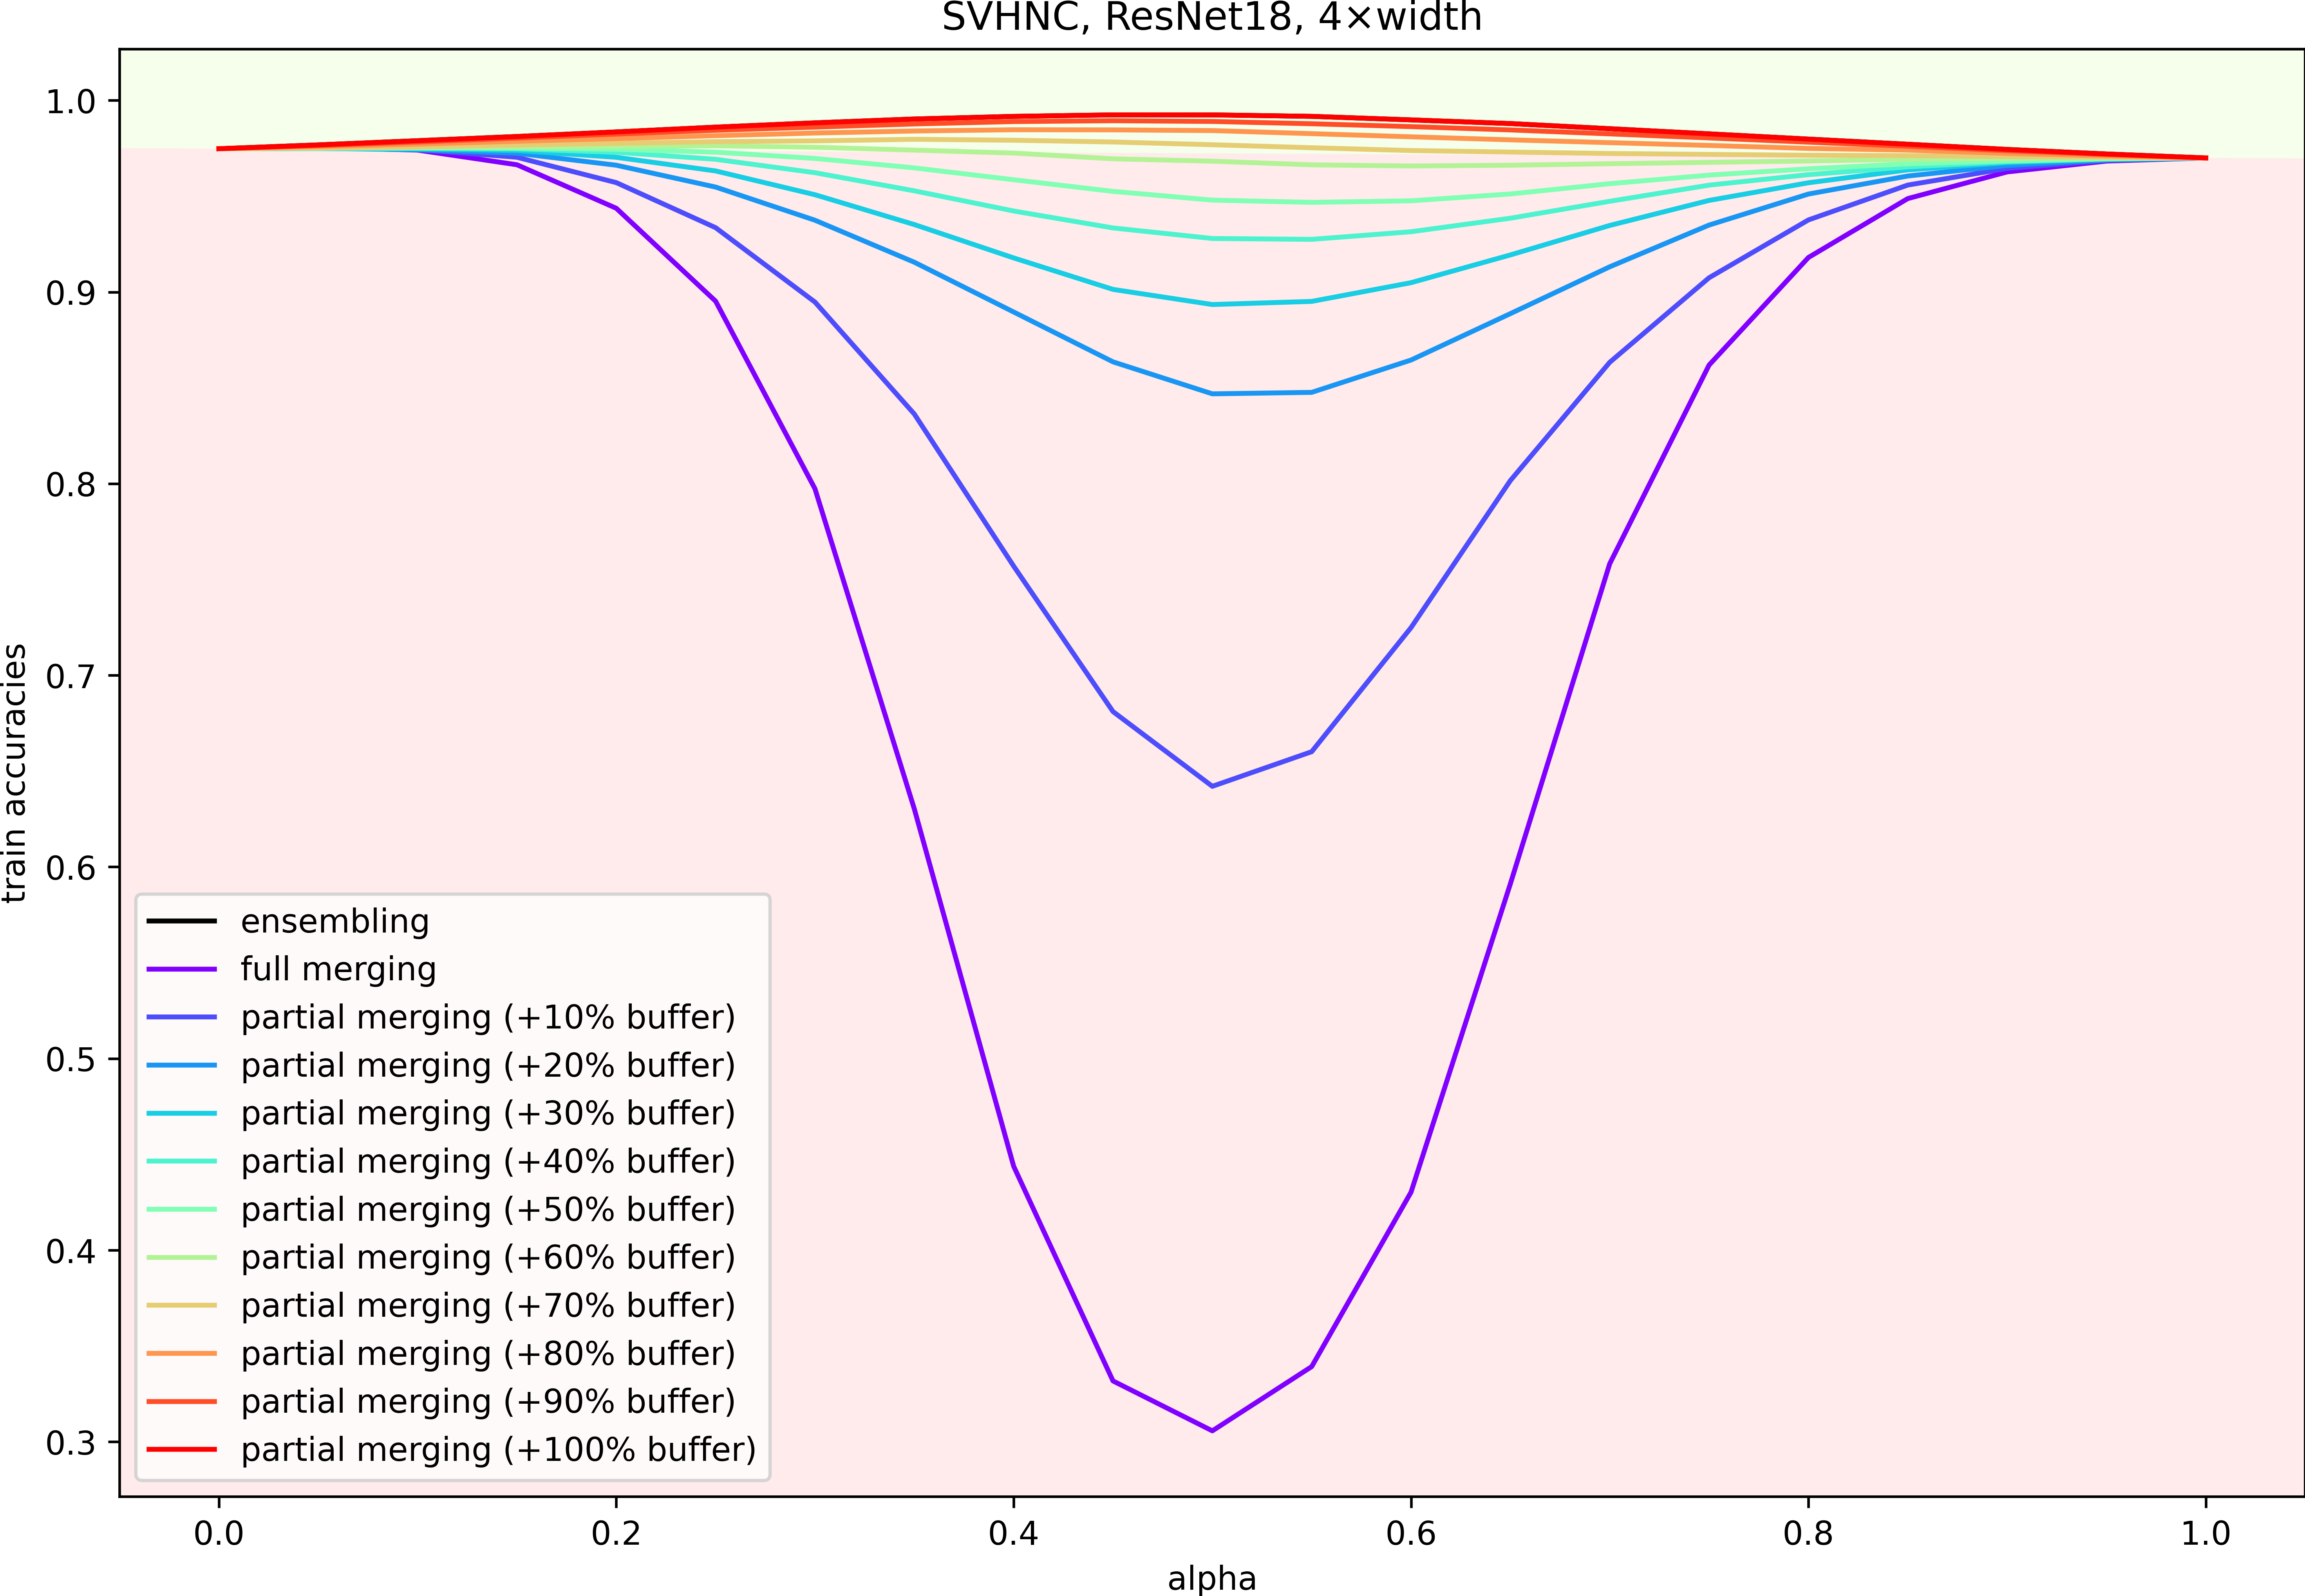 SVHNC, ResNet18, 4×width
1.0
0.9
0.8
0.7
0.6
0.5
0.4
0.3
train accuracies
ensembling
full merging
partial merging (+10% buffer)
partial merging (+20% buffer)
partial merging (+30% buffer)
partial merging (+40% buffer)
partial merging (+50% buffer)
partial merging (+60% buffer)
partial merging (+70% buffer)
partial merging (+80% buffer)
partial merging (+90% buffer)
partial merging (+100% buffer)
0.0 0.2 0.4 0.6 0.8 1.0
alpha